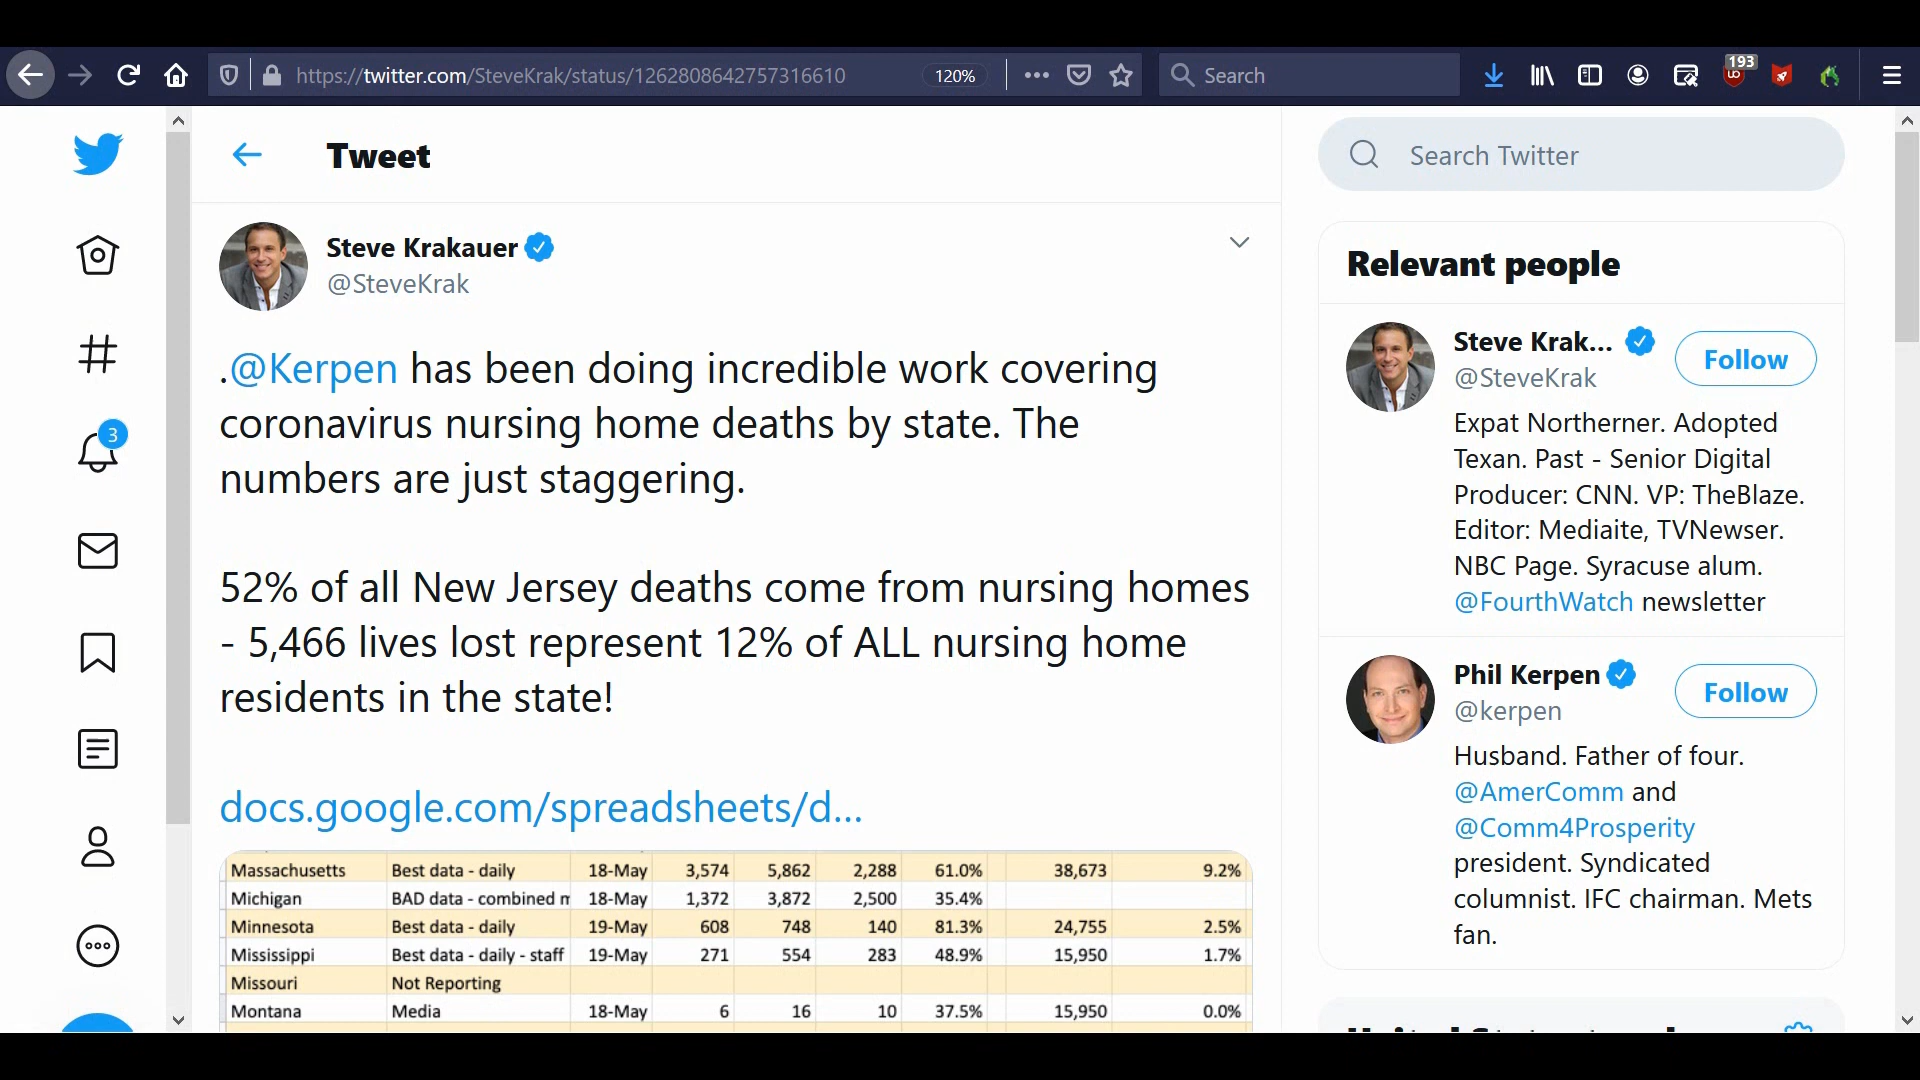 https://twitter.com/SteveKrak/status/1262808642757316610
120%
Search
193
Tweet
Search Twitter
Steve Krakauer
@SteveKrak
.@Kerpen has been doing incredible work covering
coronavirus nursing home deaths by state. The
numbers are just staggering.
52% of all New Jersey deaths come from nursing homes
- 5,466 lives lost represent 12% of ALL nursing home
residents in the state!
docs.google.com/spreadsheets/d...
Massachusetts Best data - daily 18-May 3,574 5,862 2,288 61.0% 38,673 9.2%
Michigan BAD data - combined 18-May 1,372 3,872 2,500 35.4%
Minnesota Best data - daily 19-May 608 748 140 81.3% 24,755 2.5%
Mississippi Best data - daily - staff 19-May 271 554 283 48.9% 15,950 1.7%
Missouri Not Reporting
Montana Media 18-May 6 16 10 37.5% 15,950 0.0%
3
Relevant people
Steve Krak...
@SteveKrak
Follow
Expat Northerner. Adopted
Texan. Past - Senior Digital
Producer: CNN. VP: TheBlaze.
Editor: Mediaite, TVNewser.
NBC Page. Syracuse alum.
@FourthWatch newsletter
Phil Kerpen
@kerpen
Follow
Husband. Father of four.
@AmerComm and
@Comm4Prosperity
president. Syndicated
columnist. IFC chairman. Mets
fan.